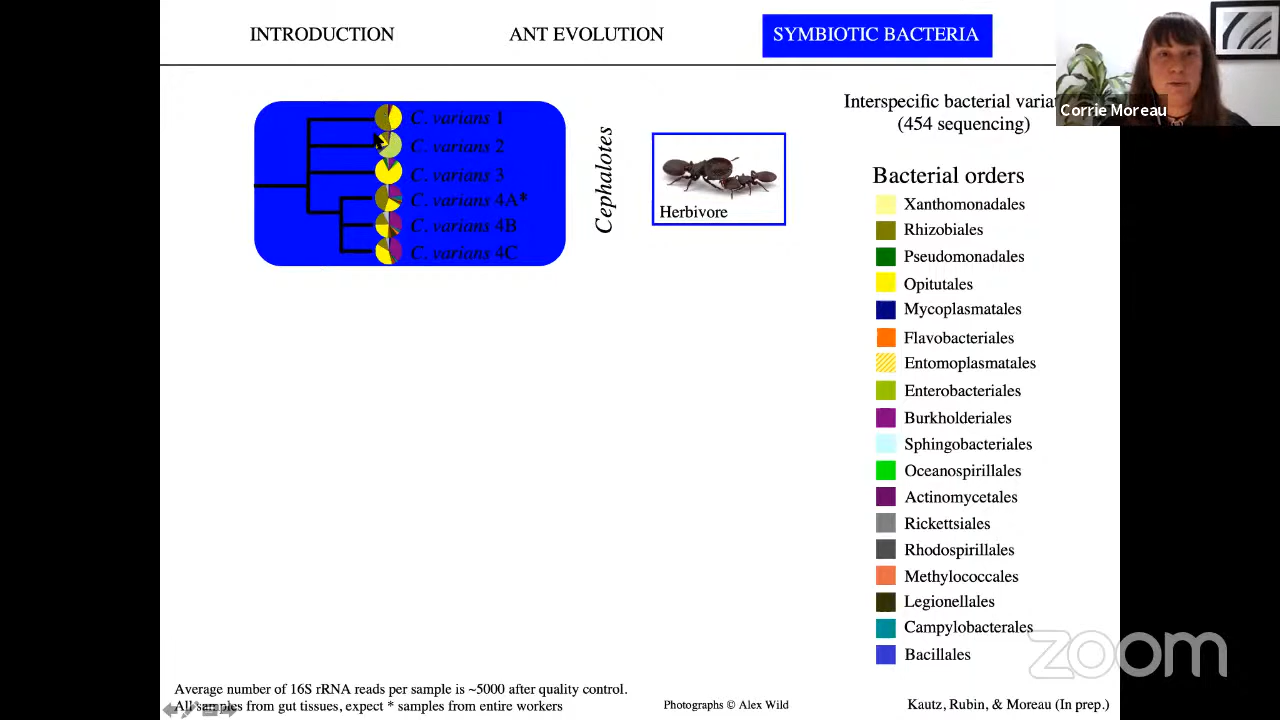 INTRODUCTION
ANT EVOLUTION
SYMBIOTIC BACTERIA
Corrie Moreau
Interspecific bacterial
(454 sequencing)
C. varians 1
C. varians 2
C. varians 3
C. varians 4A*
C. varians 4B
C. varians 4C
Cephalotes
Herbivore
Bacterial orders
Xanthomonadales
Rhizobiales
Pseudomonadales
Opitutales
Mycoplasmatales
Flavobacteriales
Entomoplasmatales
Enterobacteriales
Burkholderiales
Sphingobacteriales
Oceanospirillales
Actinomycetales
Rickettsiales
Rhodospirillales
Methylococcales
Legionellales
Campylobacterales
Bacillales
zoom
Average number of 16S rRNA reads per sample is ~5000 after quality control.
All samples from gut tissues, expect * samples from entire workers
Photographs © Alex Wild
Kautz, Rubin, & Moreau (In prep.)